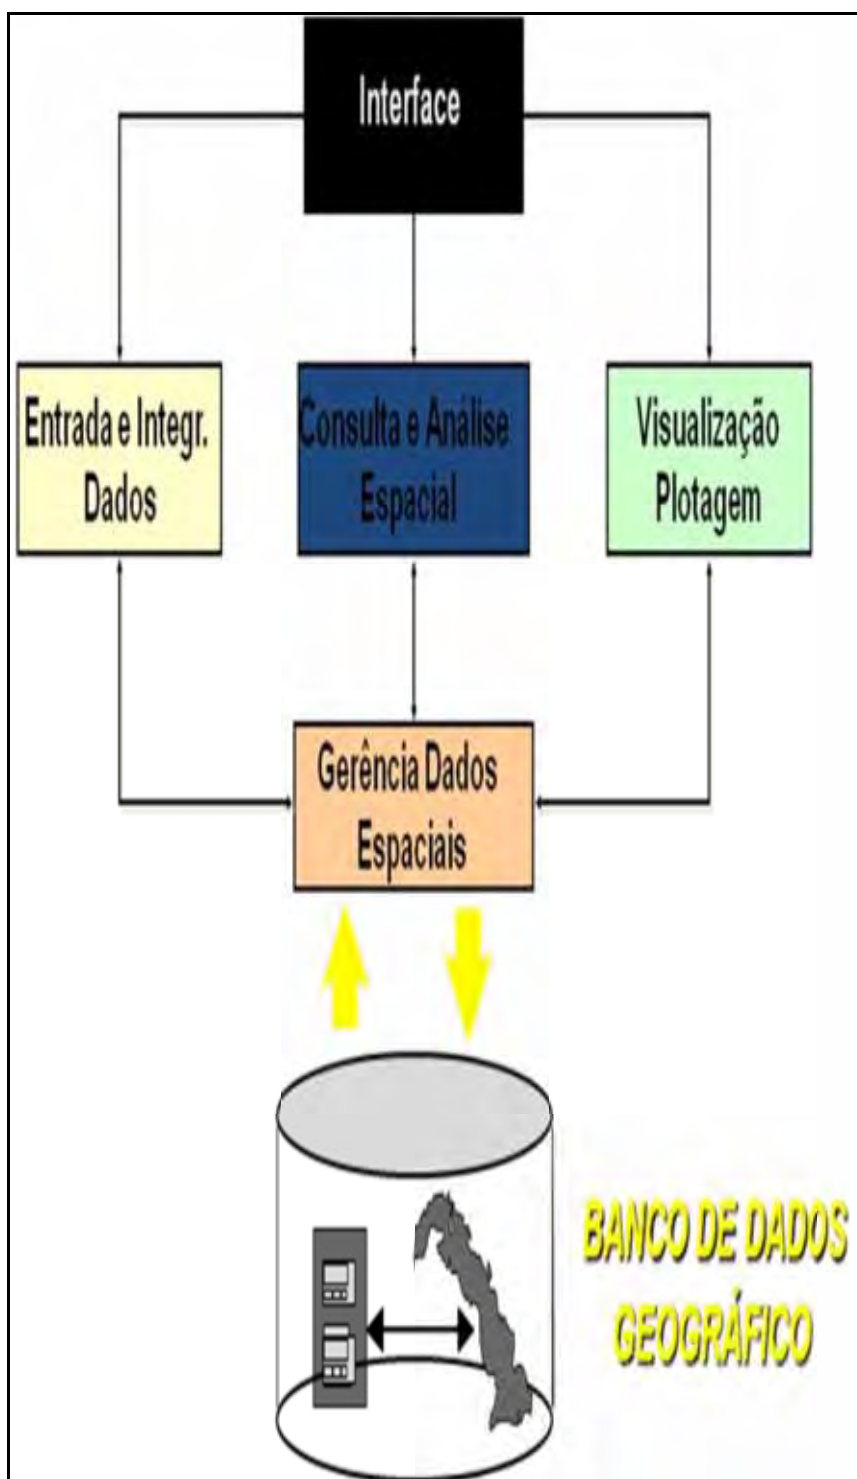 Interface
Entrada e Integr.
Dados
Consulta e Análise
Espacial
Visualização
Plotagem
Gerência Dados
Espaciais
BANCO DE DADOS
GEOGRÁFICO